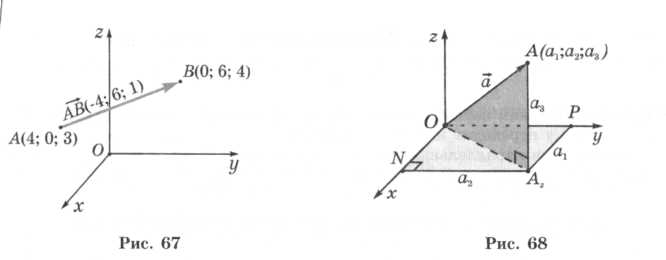 z
B(0; 6; 4)
AB(-4; 6; 1)
A(4; 0; 3)
O
y
x
Рис. 67
z
A(a₁;a₂;a₃)
a
a₃
O
P
y
N
a₁
a₂
A_z
x
Рис. 68